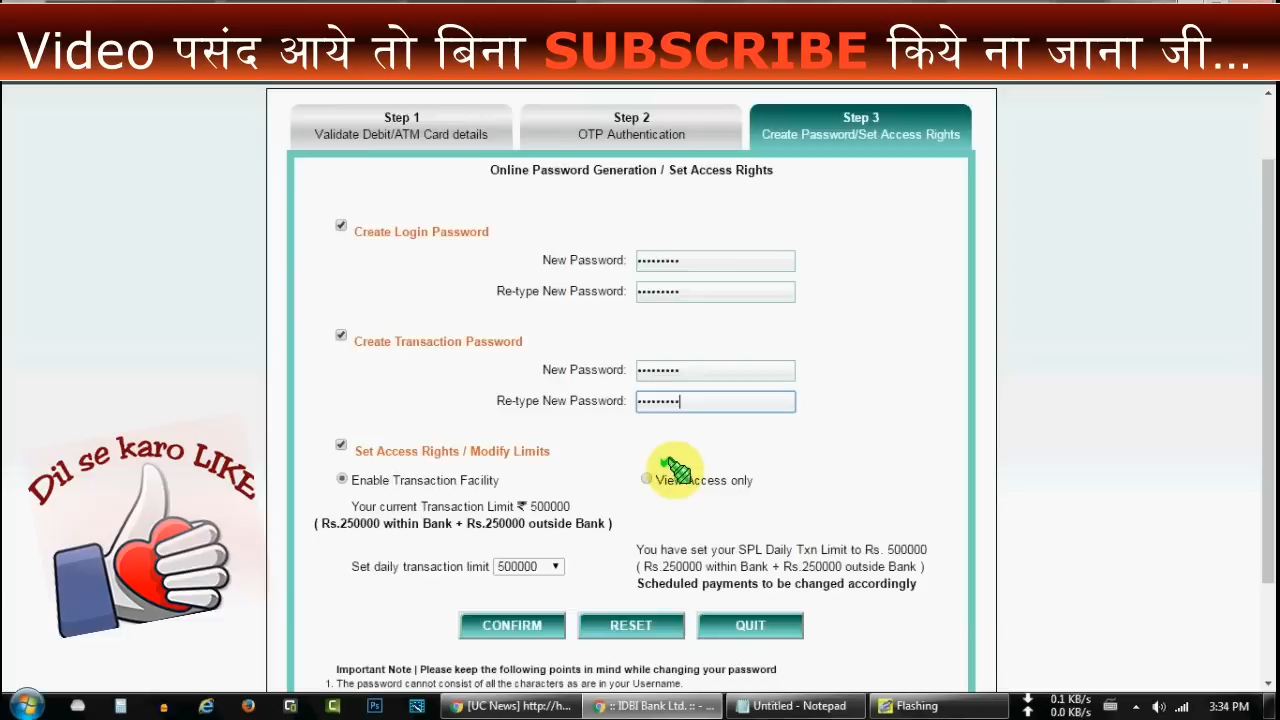 Video पसंद आये तो बिना SUBSCRIBE किये ना जाना जी...
Step 1
Validate Debit/ATM Card details
Step 2
OTP Authentication
Step 3
Create Password/Set Access Rights
Online Password Generation / Set Access Rights
Create Login Password
New Password:
Re-type New Password:
Create Transaction Password
New Password:
Re-type New Password:
Dil se karo LIKE
Set Access Rights / Modify Limits
Enable Transaction Facility
View Access only
Your current Transaction Limit ₹ 500000
( Rs.250000 within Bank + Rs.250000 outside Bank )
Set daily transaction limit 500000
You have set your SPL Daily Txn Limit to Rs. 500000
( Rs.250000 within Bank + Rs.250000 outside Bank )
Scheduled payments to be changed accordingly
CONFIRM RESET QUIT
Important Note | Please keep the following points in mind while changing your password
1. The password cannot consist of all the characters as are in your Username.
[UC News] http://h... :: IDBI Bank Ltd. :: - ... Untitled - Notepad Flashing
0.1 KB/s
0.0 KB/s
3:34 PM